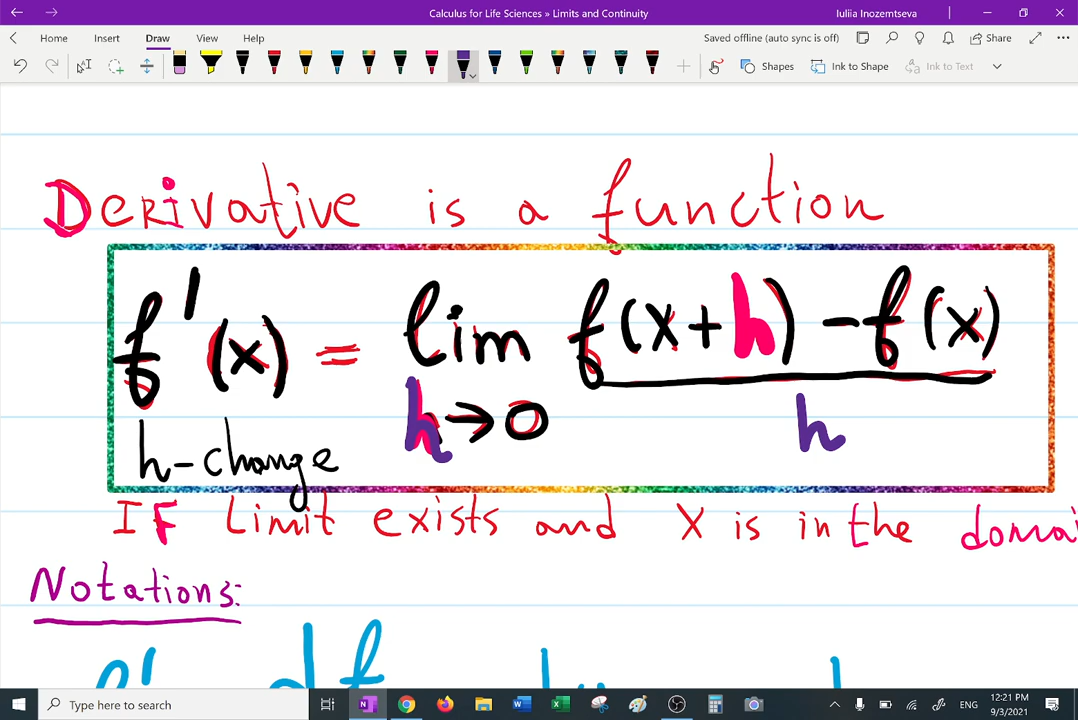 Calculus for Life Sciences » Limits and Continuity
Iuliia Inozemtseva
Home Insert Draw View Help
Saved offline (auto sync is off)
Share
Shapes
Ink to Shape
Ink to Text
Derivative is a function
f'(x) = lim h→0 f(x+h) - f(x) / h
h - change
IF Limit exists and X is in the domai
Notations:
Type here to search
ENG
12:21 PM
9/3/2021